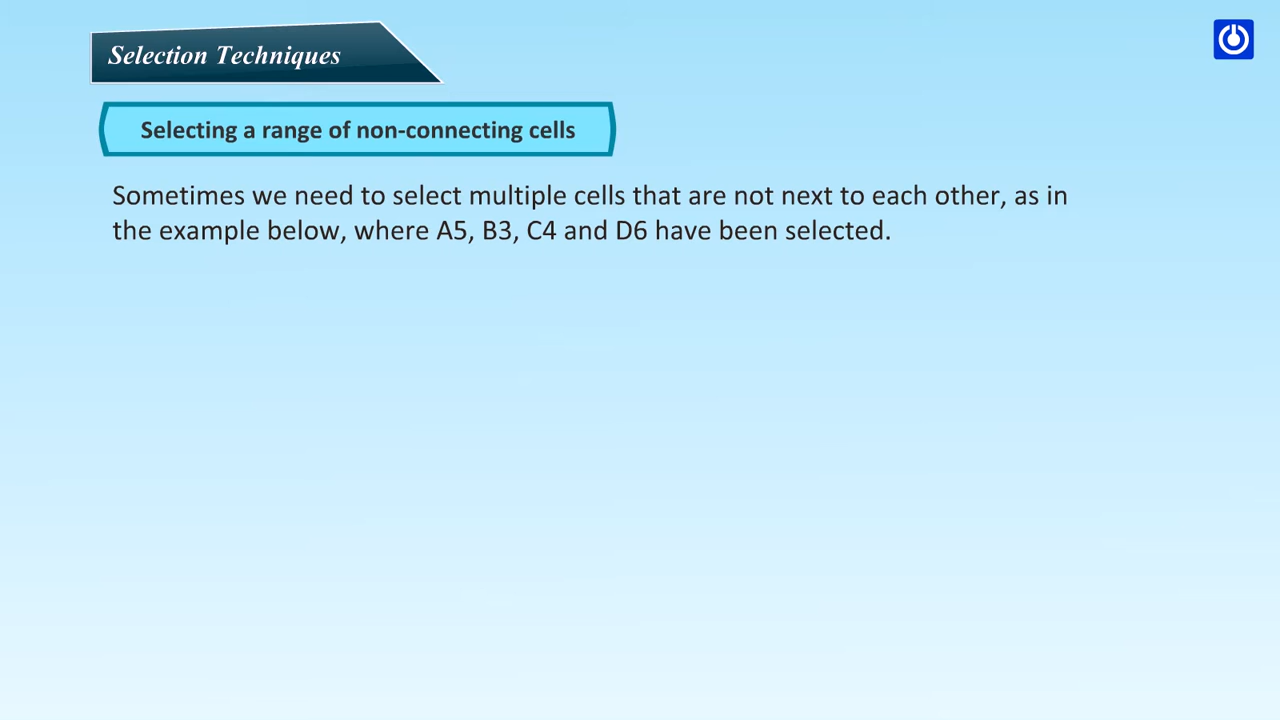 Selection Techniques
Selecting a range of non-connecting cells
Sometimes we need to select multiple cells that are not next to each other, as in
the example below, where A5, B3, C4 and D6 have been selected.